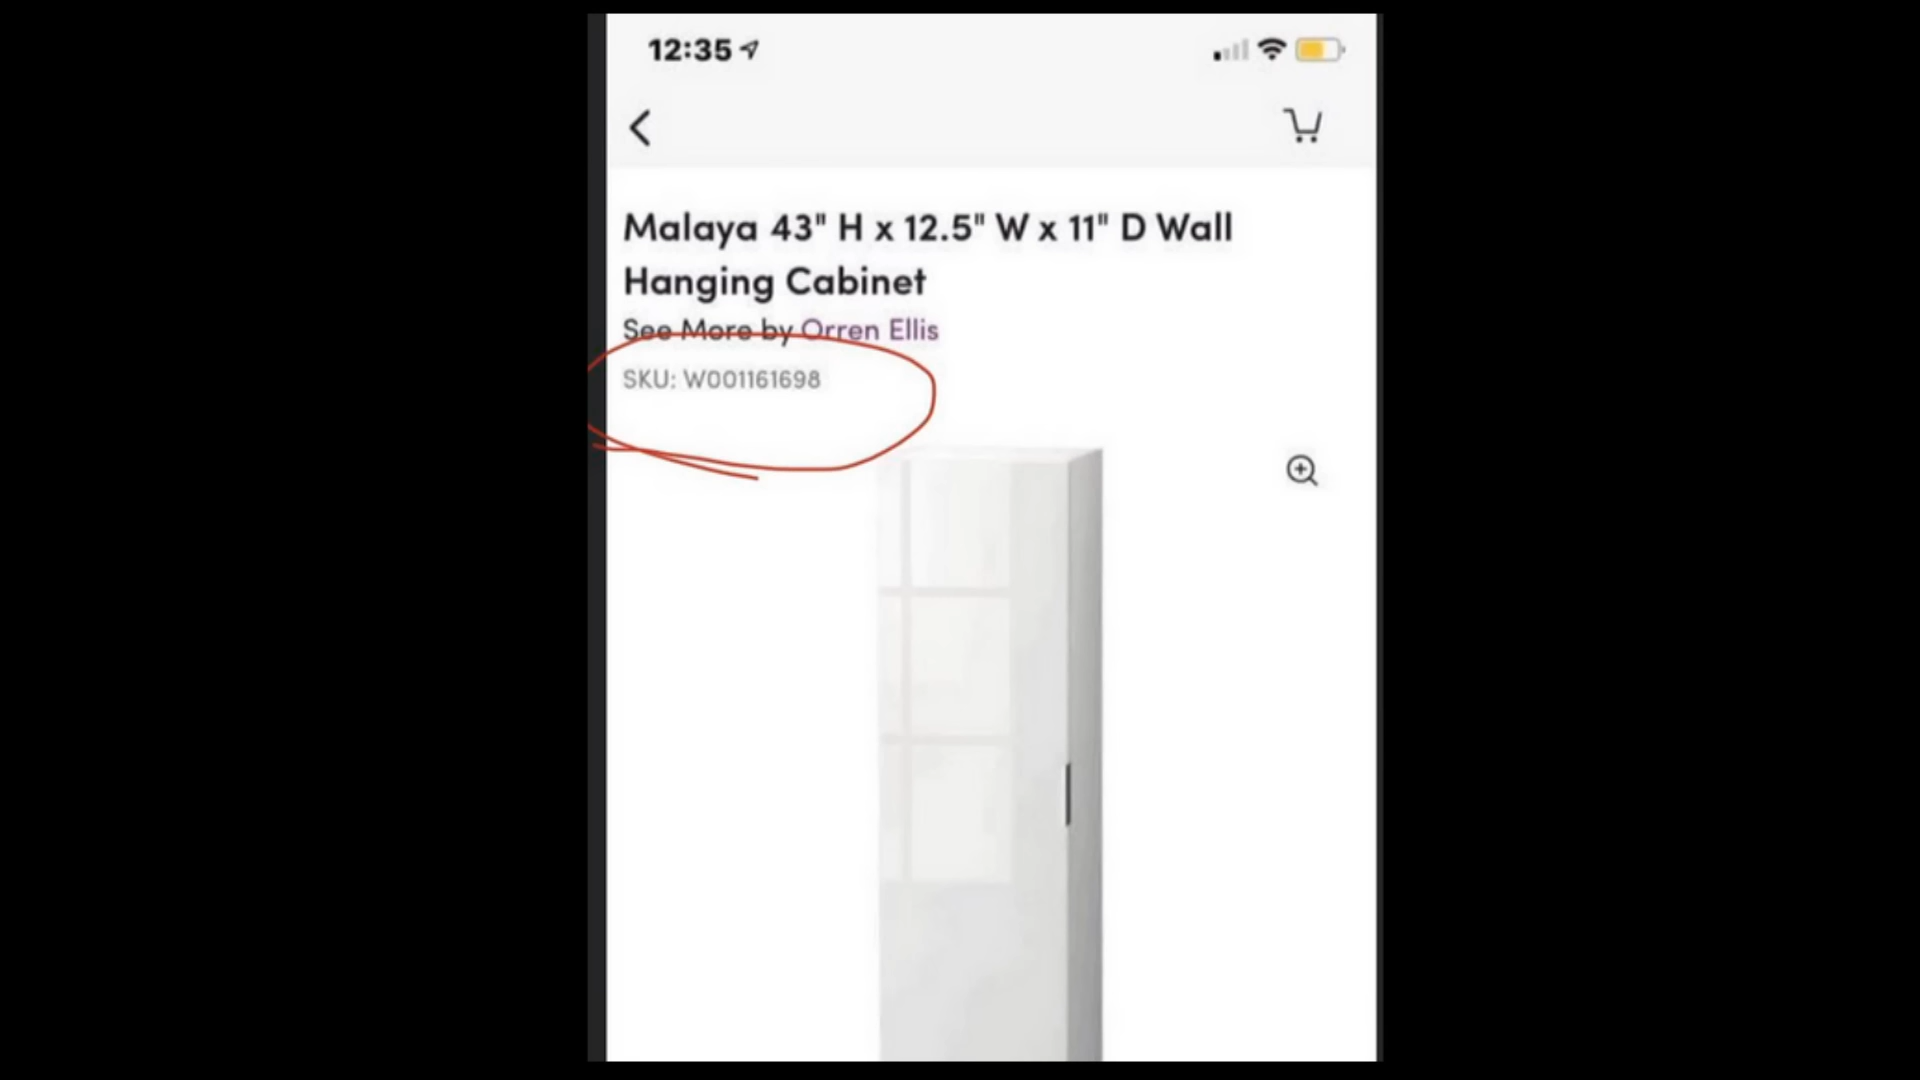 12:35
Malaya 43" H x 12.5" W x 11" D Wall
Hanging Cabinet
See More by Orren Ellis
SKU: W001161698